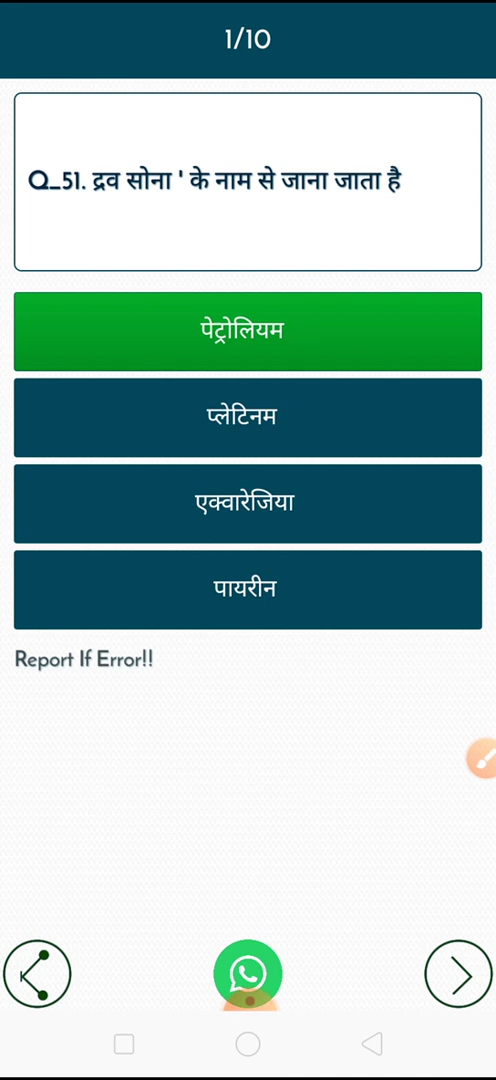 1/10
Q_51. द्रव सोना ' के नाम से जाना जाता है
पेट्रोलियम
प्लेटिनम
एक्वारेजिया
पायरीन
Report If Error!!